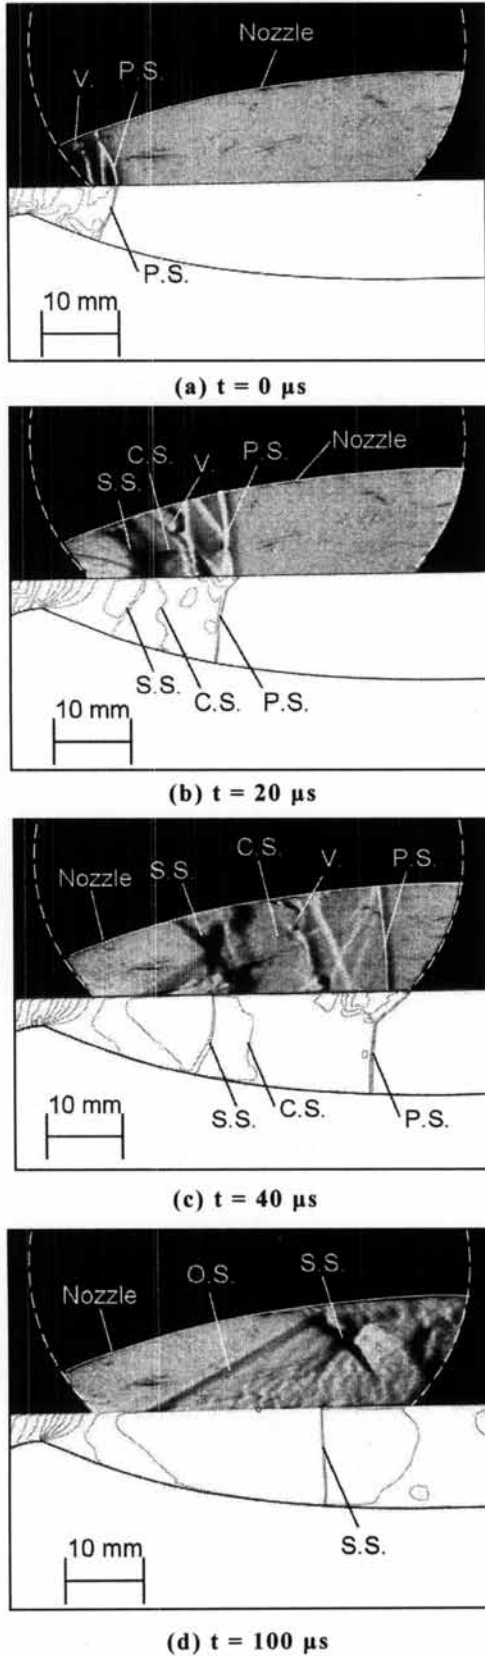 Nozzle
V.
P.S.
P.S.
10 mm
(a) t = 0 μs
Nozzle
C.S.
V.
P.S.
S.S.
S.S.
C.S.
P.S.
10 mm
(b) t = 20 μs
C.S.
V.
P.S.
S.S.
Nozzle
S.S.
C.S.
P.S.
10 mm
(c) t = 40 μs
S.S.
O.S.
Nozzle
10 mm
S.S.
(d) t = 100 μs